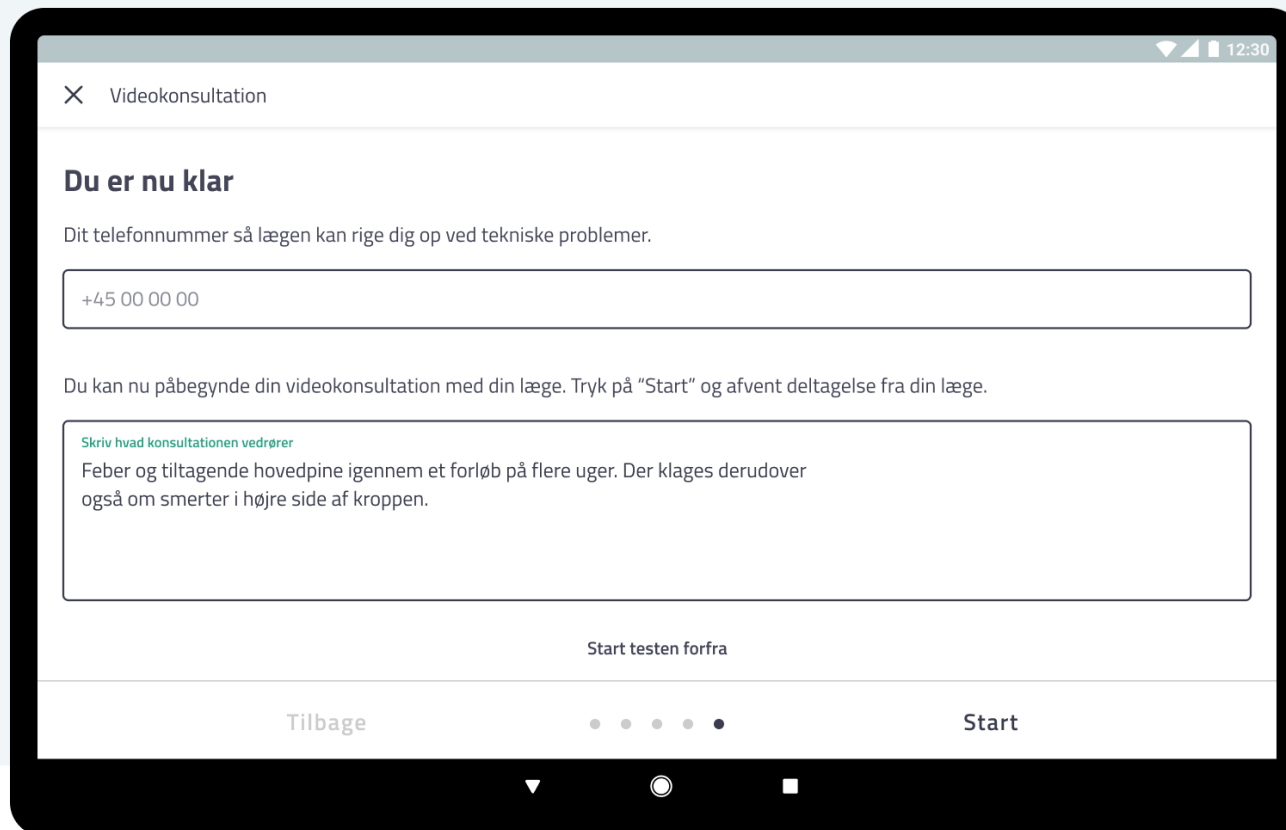 12:30
Videokonsultation
Du er nu klar
Dit telefonnummer så lægen kan rige dig op ved tekniske problemer.
+45 00 00 00
Du kan nu påbegynde din videokonsultation med din læge. Tryk på “Start” og afvent deltagelse fra din læge.
Skriv hvad konsultationen vedrører
Feber og tiltagende hovedpine igennem et forløb på flere uger. Der klages derudover
også om smerter i højre side af kroppen.
Start testen forfra
Tilbage
Start